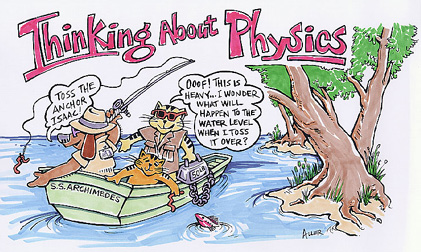 Thinking About Physics
TOSS THE
ANCHOR
ISAAC!
OOOF! THIS IS
HEAVY... I WONDER
WHAT WILL
HAPPEN TO THE
WATER LEVEL
WHEN I TOSS
IT OVER?
S.S. ARCHIMEDES